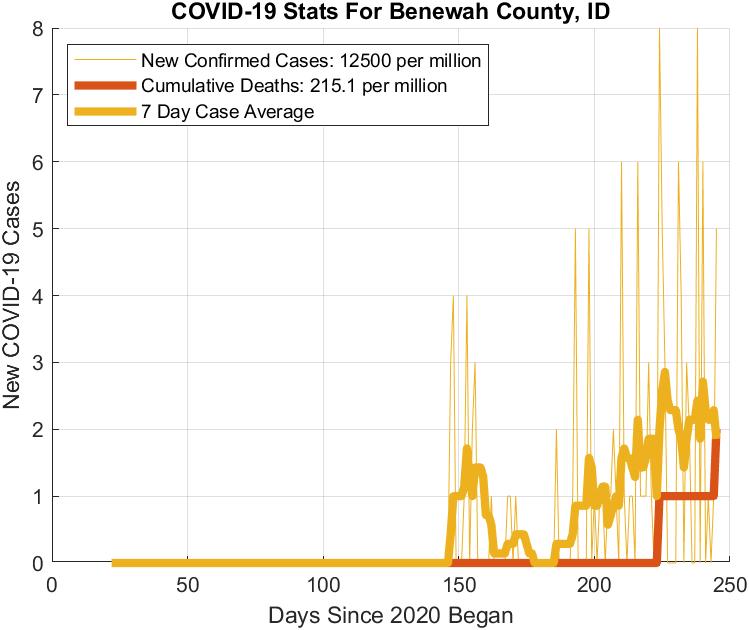 COVID-19 Stats For Benewah County, ID
8
7
6
5
4
3
2
1
0
New COVID-19 Cases
New Confirmed Cases: 12500 per million
Cumulative Deaths: 215.1 per million
7 Day Case Average
0 50 100 150 200 250
Days Since 2020 Began